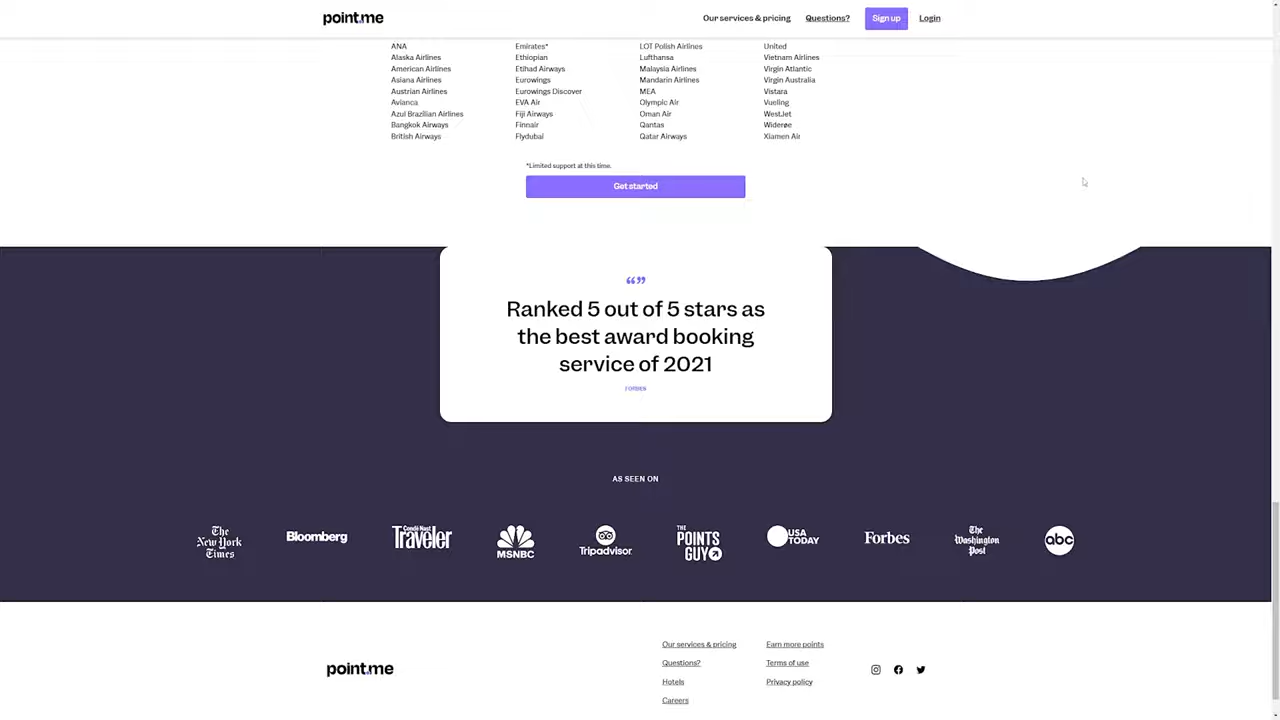 point.me
Our services & pricing
Questions?
Sign up
Login
ANA
Alaska Airlines
American Airlines
Asiana Airlines
Austrian Airlines
Avianca
Azul Brazilian Airlines
Bangkok Airways
British Airways
Emirates*
Ethiopian
Etihad Airways
Eurowings
Eurowings Discover
EVA Air
Fiji Airways
Finnair
Flydubai
LOT Polish Airlines
Lufthansa
Malaysia Airlines
Mandarin Airlines
MEA
Olympic Air
Oman Air
Qantas
Qatar Airways
United
Vietnam Airlines
Virgin Atlantic
Virgin Australia
Vistara
Vueling
WestJet
Widerøe
Xiamen Air
*Limited support at this time.
Get started
“”
Ranked 5 out of 5 stars as
the best award booking
service of 2021
FORBES
AS SEEN ON
The
New York
Times
Bloomberg
Condé Nast
Traveler
MSNBC
Tripadvisor
THE
POINTS
GUY
USA
TODAY
Forbes
The
Washington
Post
abc
point.me
Our services & pricing
Questions?
Hotels
Careers
Earn more points
Terms of use
Privacy policy